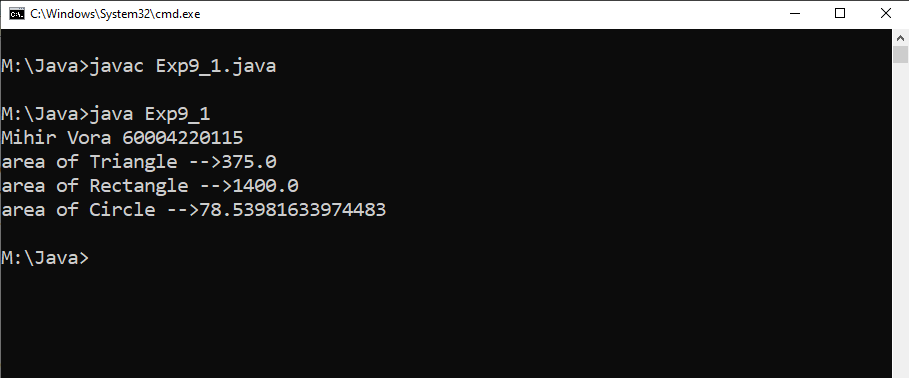 C:\Windows\System32\cmd.exe
M:\Java>javac Exp9_1.java
M:\Java>java Exp9_1
Mihir Vora 60004220115
area of Triangle -->375.0
area of Rectangle -->1400.0
area of Circle -->78.53981633974483
M:\Java>